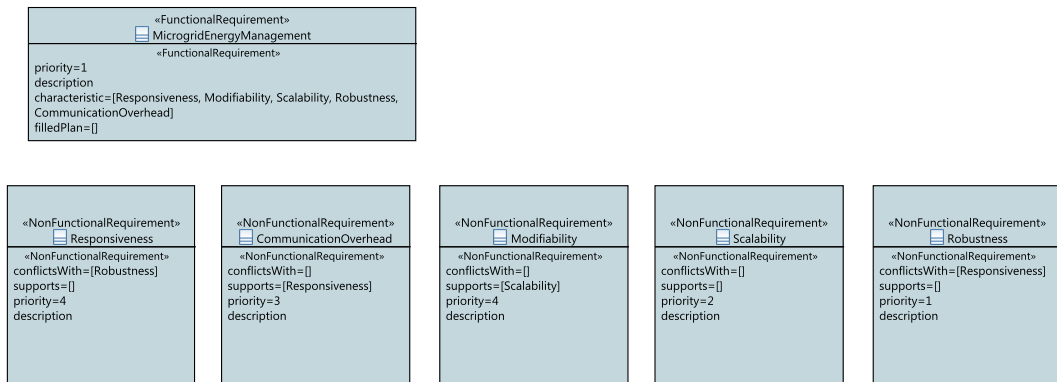 «FunctionalRequirement»
MicrogridEnergyManagement
«FunctionalRequirement»
priority=1
description
characteristic=[Responsiveness, Modifiability, Scalability, Robustness,
CommunicationOverhead]
filledPlan=[]
«NonFunctionalRequirement»
Responsiveness
«NonFunctionalRequirement»
conflictsWith=[Robustness]
supports=[]
priority=4
description
«NonFunctionalRequirement»
CommunicationOverhead
«NonFunctionalRequirement»
conflictsWith=[]
supports=[Responsiveness]
priority=3
description
«NonFunctionalRequirement»
Modifiability
«NonFunctionalRequirement»
conflictsWith=[]
supports=[Scalability]
priority=4
description
«NonFunctionalRequirement»
Scalability
«NonFunctionalRequirement»
conflictsWith=[]
supports=[]
priority=2
description
«NonFunctionalRequirement»
Robustness
«NonFunctionalRequirement»
conflictsWith=[Responsiveness]
supports=[]
priority=1
description